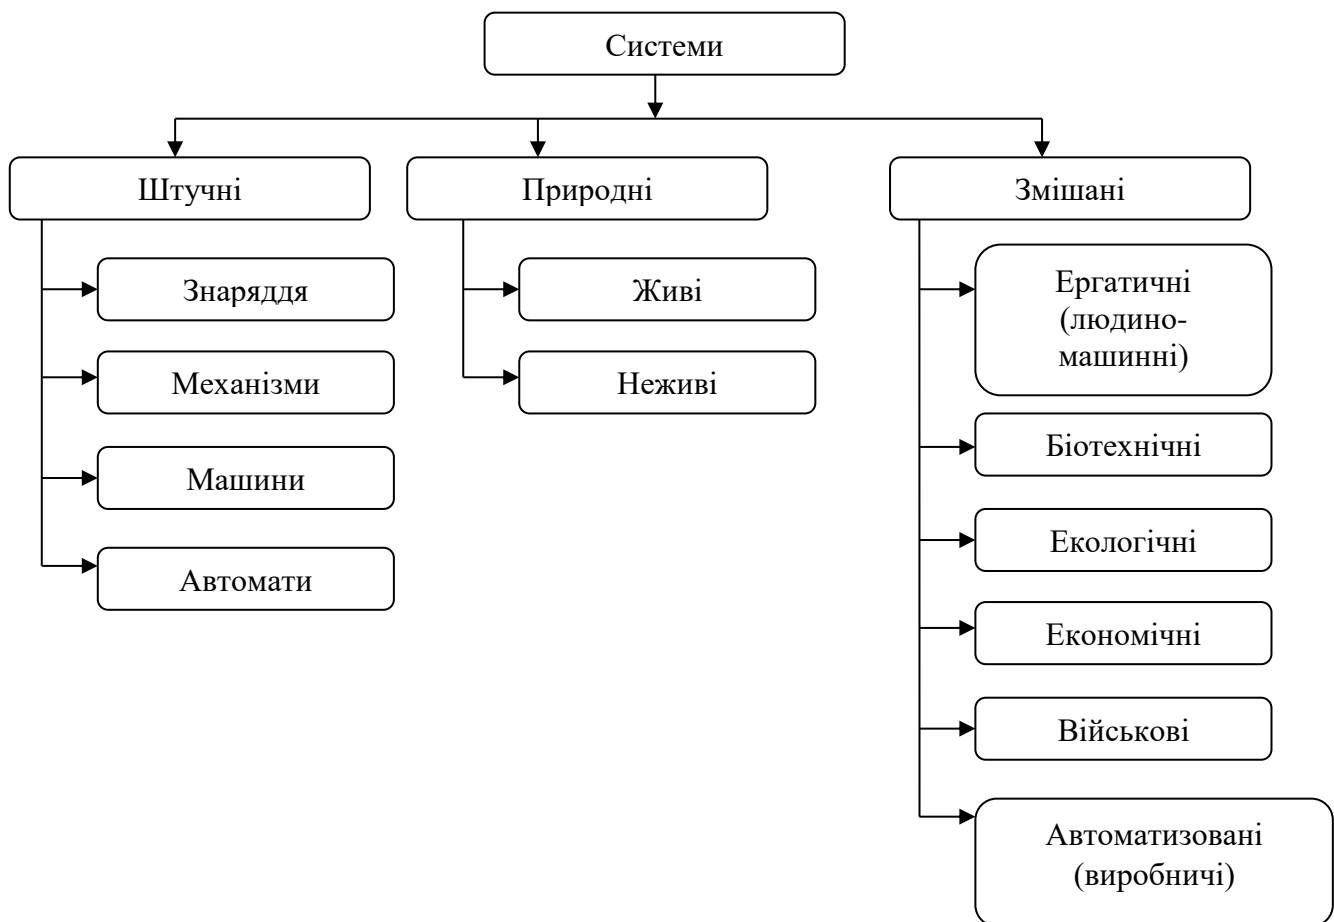 Системи
Штучні
Знаряддя
Механізми
Машини
Автомати
Природні
Живі
Неживі
Змішані
Ергатичні
(людино-
машинні)
Біотехнічні
Екологічні
Економічні
Військові
Автоматизовані
(виробничі)